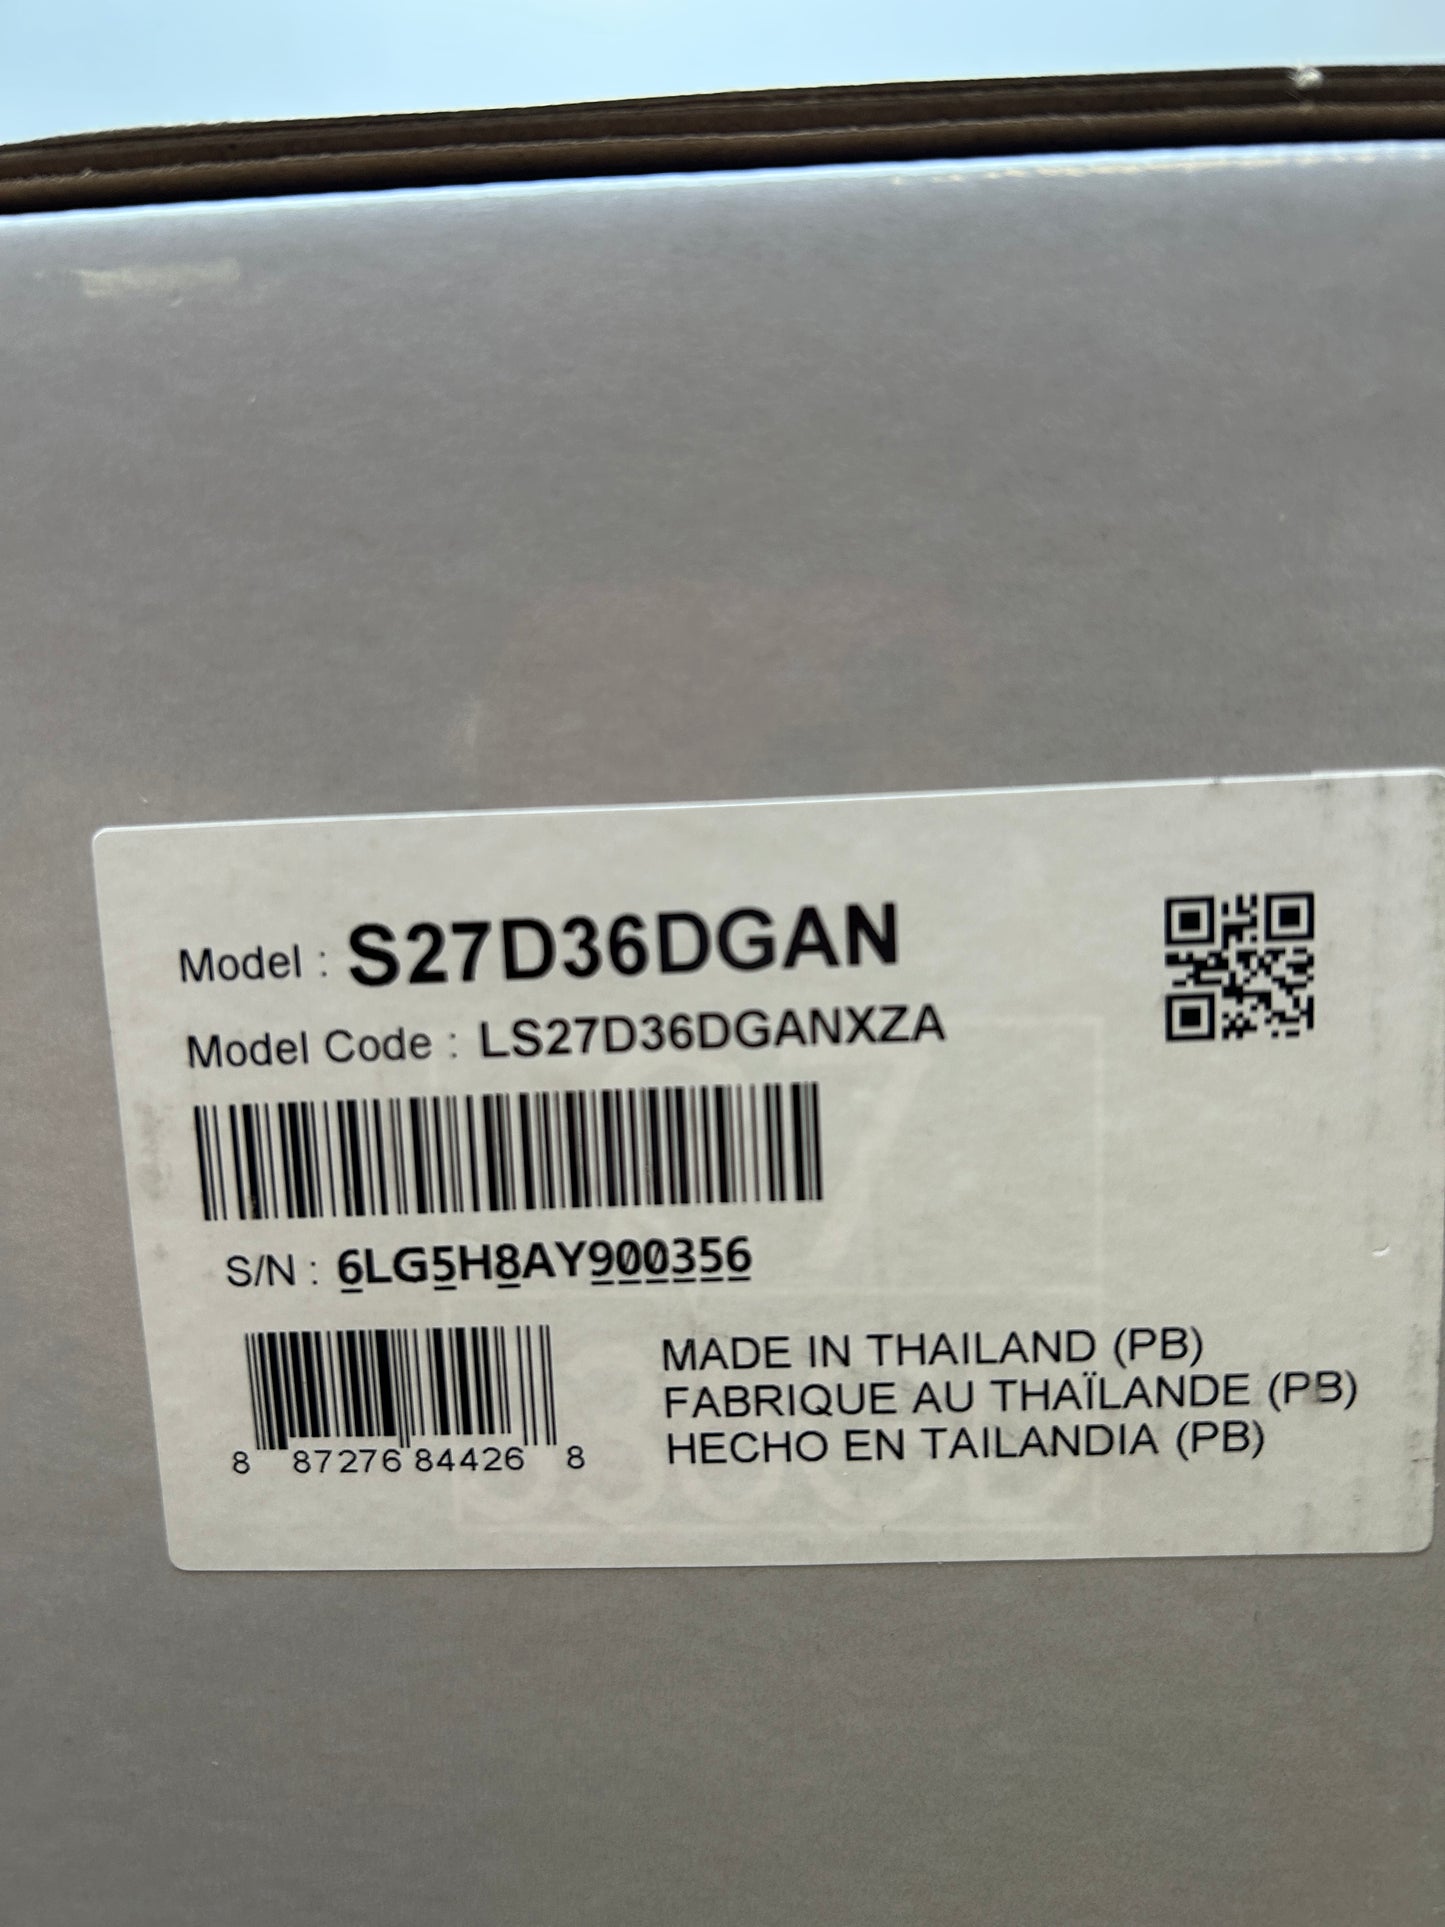 Model : S27D36DGAN
Model Code : LS27D36DGANXZA
S/N : 6LG5H8AY900356
8 87276 84426 8
MADE IN THAILAND (PB)
FABRIQUE AU THAÏLANDE (PB)
HECHO EN TAILANDIA (PB)